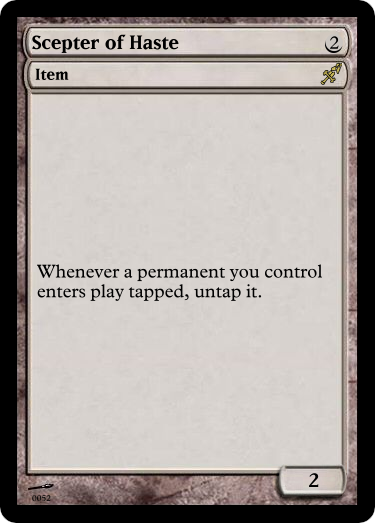 Scepter of Haste 2
Item
Whenever a permanent you control
enters play tapped, untap it.
2
0052